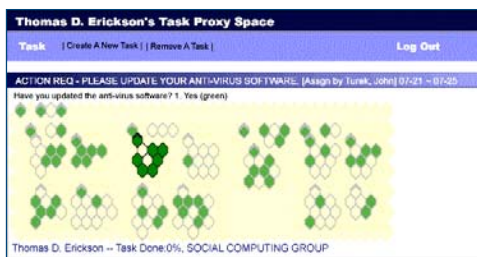 Thomas D. Erickson's Task Proxy Space
Task | Create A New Task | | Remove A Task | Log Out
ACTION REQ - PLEASE UPDATE YOUR ANTI-VIRUS SOFTWARE. [Assgn by Turek, John] 07-21 ~ 07-25
Have you updated the anti-virus software? 1. Yes (green)
Thomas D. Erickson -- Task Done:0%, SOCIAL COMPUTING GROUP